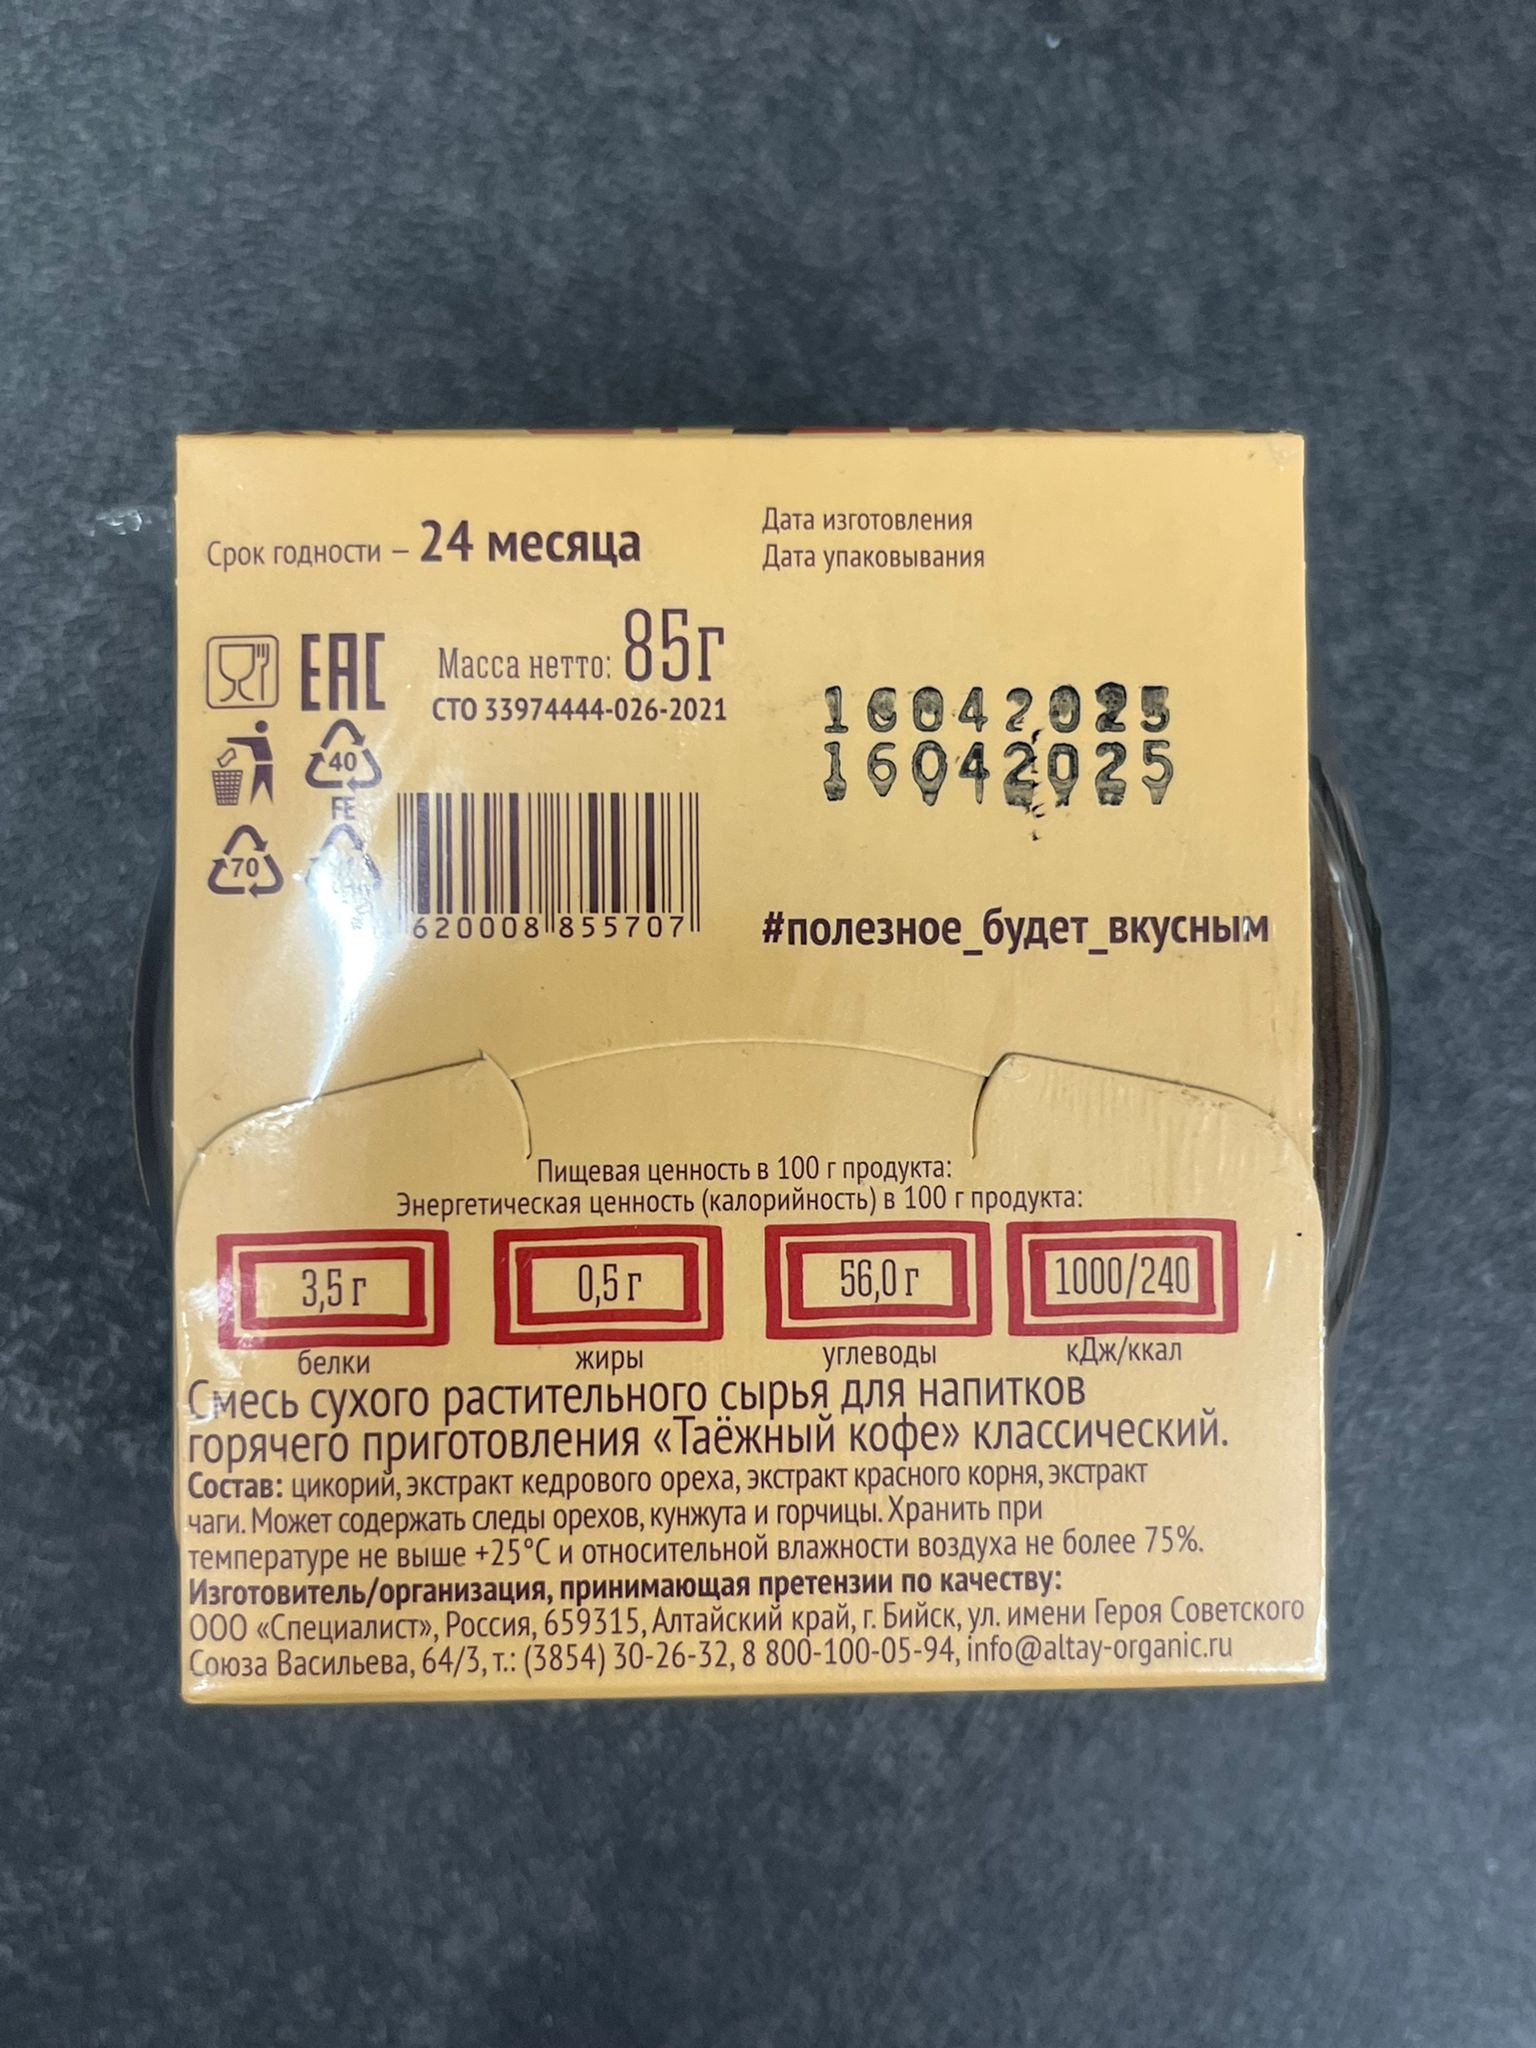 Срок годности – 24 месяца
Дата изготовления
Дата упаковывания
EAC
Масса нетто: 85г
СТО 33974444-026-2021
16042025
16042025
40
FE
70
620008 855707
#полезное_будет_вкусным
Пищевая ценность в 100 г продукта:
Энергетическая ценность (калорийность) в 100 г продукта:
3,5 г 0,5 г 56,0 г 1000/240
белки жиры углеводы кДж/ккал
Смесь сухого растительного сырья для напитков
горячего приготовления «Таёжный кофе» классический.
Состав: цикорий, экстракт кедрового ореха, экстракт красного корня, экстракт
чаги. Может содержать следы орехов, кунжута и горчицы. Хранить при
температуре не выше +25°С и относительной влажности воздуха не более 75%.
Изготовитель/организация, принимающая претензии по качеству:
ООО «Специалист», Россия, 659315, Алтайский край, г. Бийск, ул. имени Героя Советского
Союза Васильева, 64/3, т.: (3854) 30-26-32, 8 800-100-05-94, info@altay-organic.ru